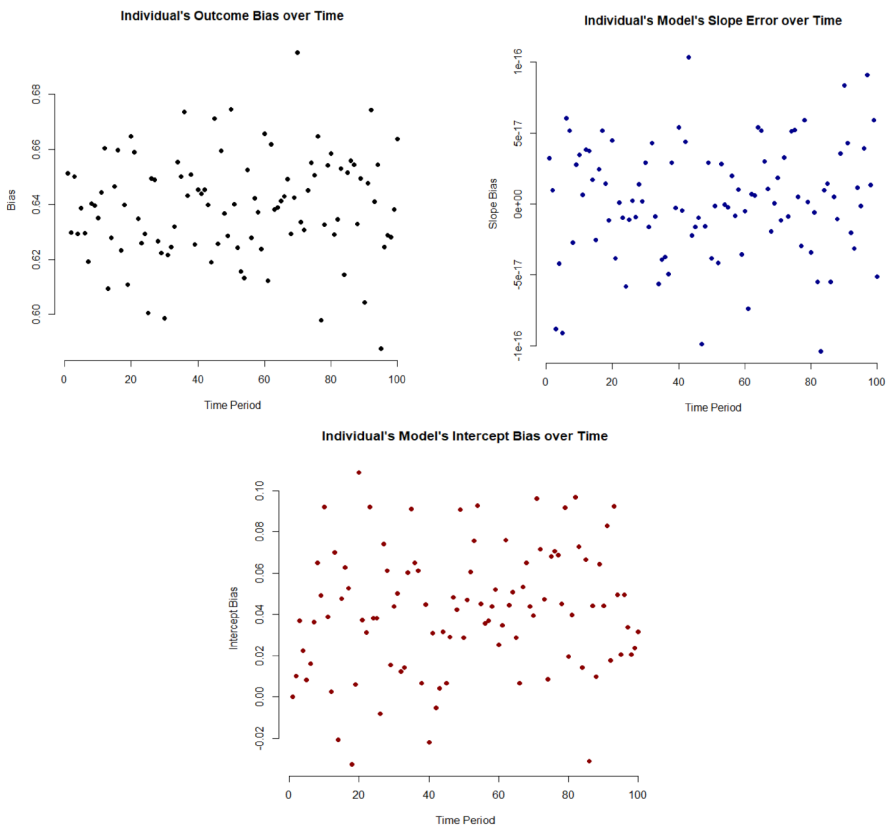 Individual's Outcome Bias over Time
Bias
0.60 0.62 0.64 0.66 0.68
0 20 40 60 80 100
Time Period
Individual's Model's Slope Error over Time
Slope Bias
-1e-16 -5e-17 0e+00 5e-17 1e-16
0 20 40 60 80 100
Time Period
Individual's Model's Intercept Bias over Time
Intercept Bias
-0.02 0.00 0.02 0.04 0.06 0.08 0.10
0 20 40 60 80 100
Time Period